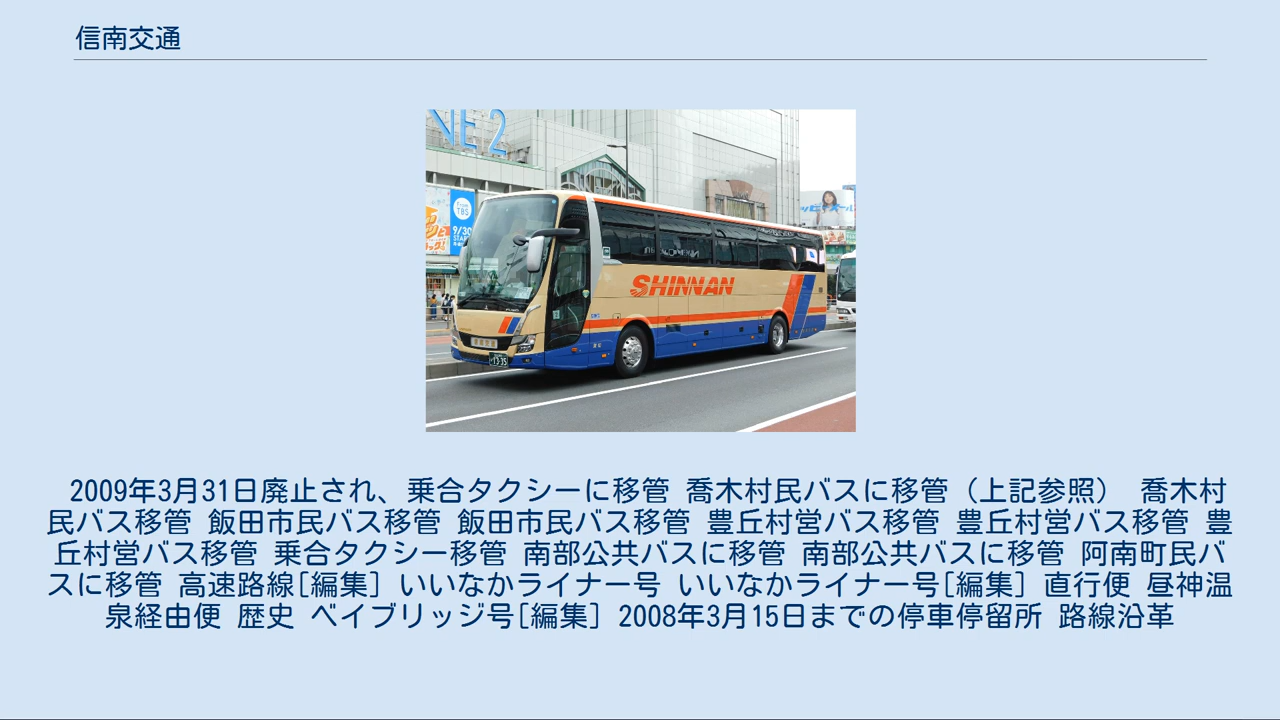 信南交通
NE 2
From TBS
9/30
START
SHINNAN
1335
2009年3月31日廃止され、乗合タクシーに移管 喬木村民バスに移管（上記参照） 喬木村
民バス移管 飯田市民バス移管 飯田市民バス移管 豊丘村営バス移管 豊丘村営バス移管 豊
丘村営バス移管 乗合タクシー移管 南部公共バスに移管 南部公共バスに移管 阿南町民バ
スに移管 高速路線[編集] いいなかライナー号 いいなかライナー号[編集] 直行便 昼神温
泉経由便 歴史 ベイブリッジ号[編集] 2008年3月15日までの停車停留所 路線沿革